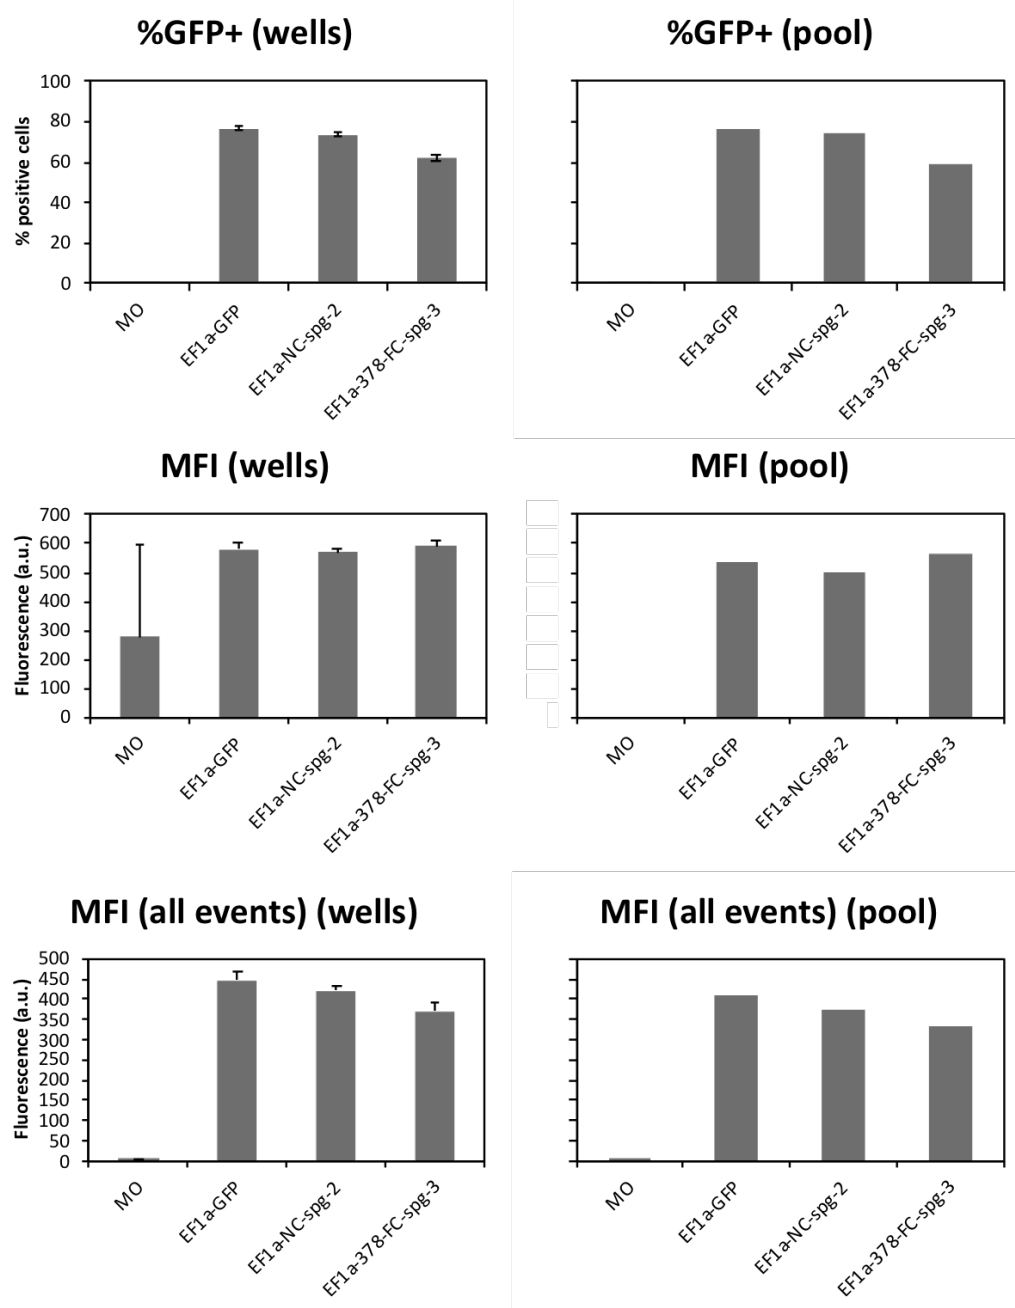 %GFP+ (wells)
% positive cells
100
80
60
40
20
0
MO
EF1a-GFP
EF1a-NC-spg-2
EF1a-378-FC-spg-3
%GFP+ (pool)
MO
EF1a-GFP
EF1a-NC-spg-2
EF1a-378-FC-spg-3
MFI (wells)
Fluorescence (a.u.)
700
600
500
400
300
200
100
0
MO
EF1a-GFP
EF1a-NC-spg-2
EF1a-378-FC-spg-3
MFI (pool)
MO
EF1a-GFP
EF1a-NC-spg-2
EF1a-378-FC-spg-3
MFI (all events) (wells)
Fluorescence (a.u.)
500
450
400
350
300
250
200
150
100
50
0
MO
EF1a-GFP
EF1a-NC-spg-2
EF1a-378-FC-spg-3
MFI (all events) (pool)
MO
EF1a-GFP
EF1a-NC-spg-2
EF1a-378-FC-spg-3